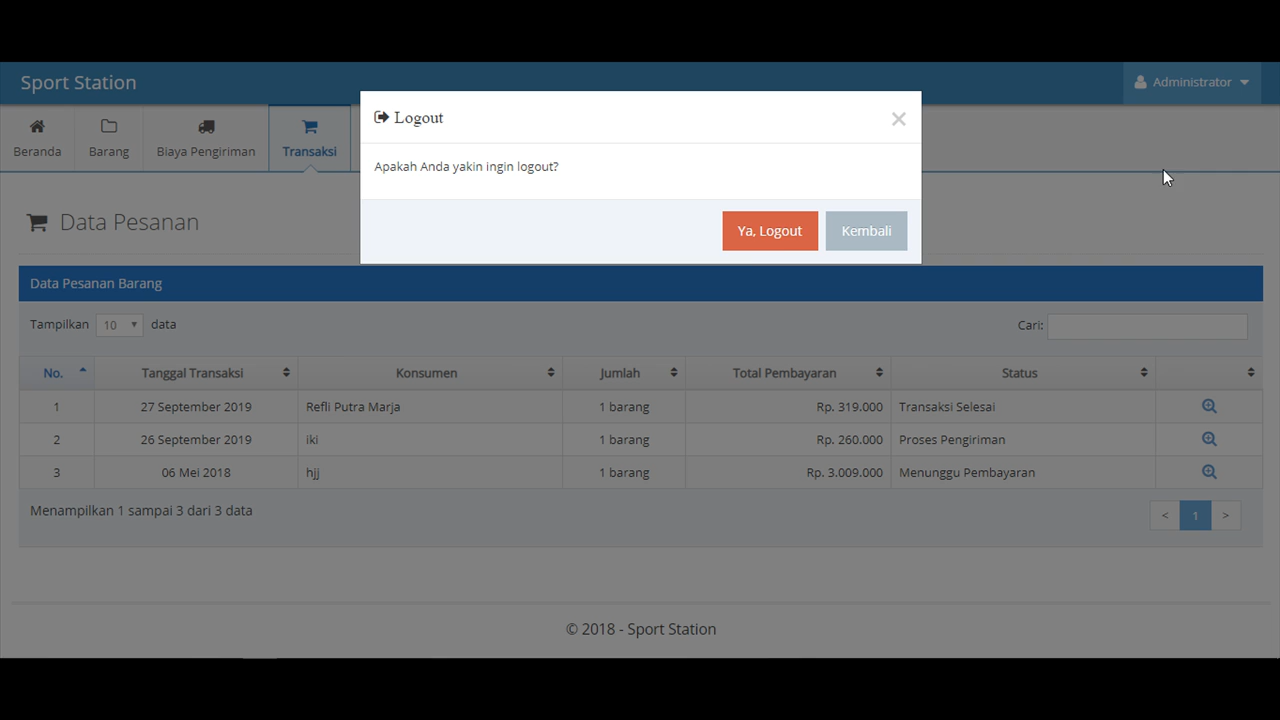 Sport Station
Administrator
Logout
Apakah Anda yakin ingin logout?
Ya, Logout Kembali
Beranda Barang Biaya Pengiriman Transaksi
Data Pesanan
Data Pesanan Barang
Tampilkan 10 data Cari:
No. Tanggal Transaksi Konsumen Jumlah Total Pembayaran Status
1 27 September 2019 Refli Putra Marja 1 barang Rp. 319.000 Transaksi Selesai
2 26 September 2019 iki 1 barang Rp. 260.000 Proses Pengiriman
3 06 Mei 2018 hjj 1 barang Rp. 3.009.000 Menunggu Pembayaran
Menampilkan 1 sampai 3 dari 3 data
< 1 >
© 2018 - Sport Station